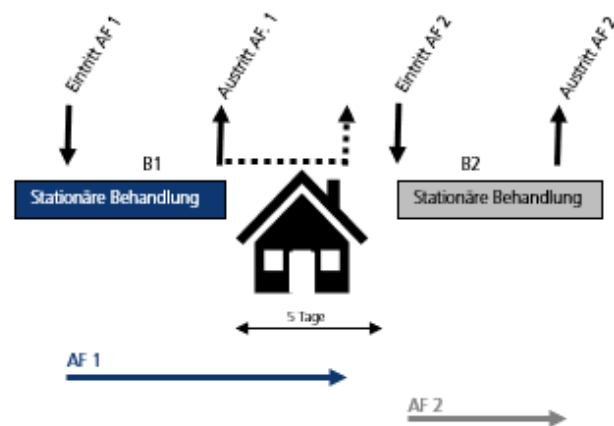 Eintritt AF 1
Austritt AF. 1
Eintritt AF 2
Austritt AF 2
B1
B2
Stationäre Behandlung
Stationäre Behandlung
5 Tage
AF 1
AF 2